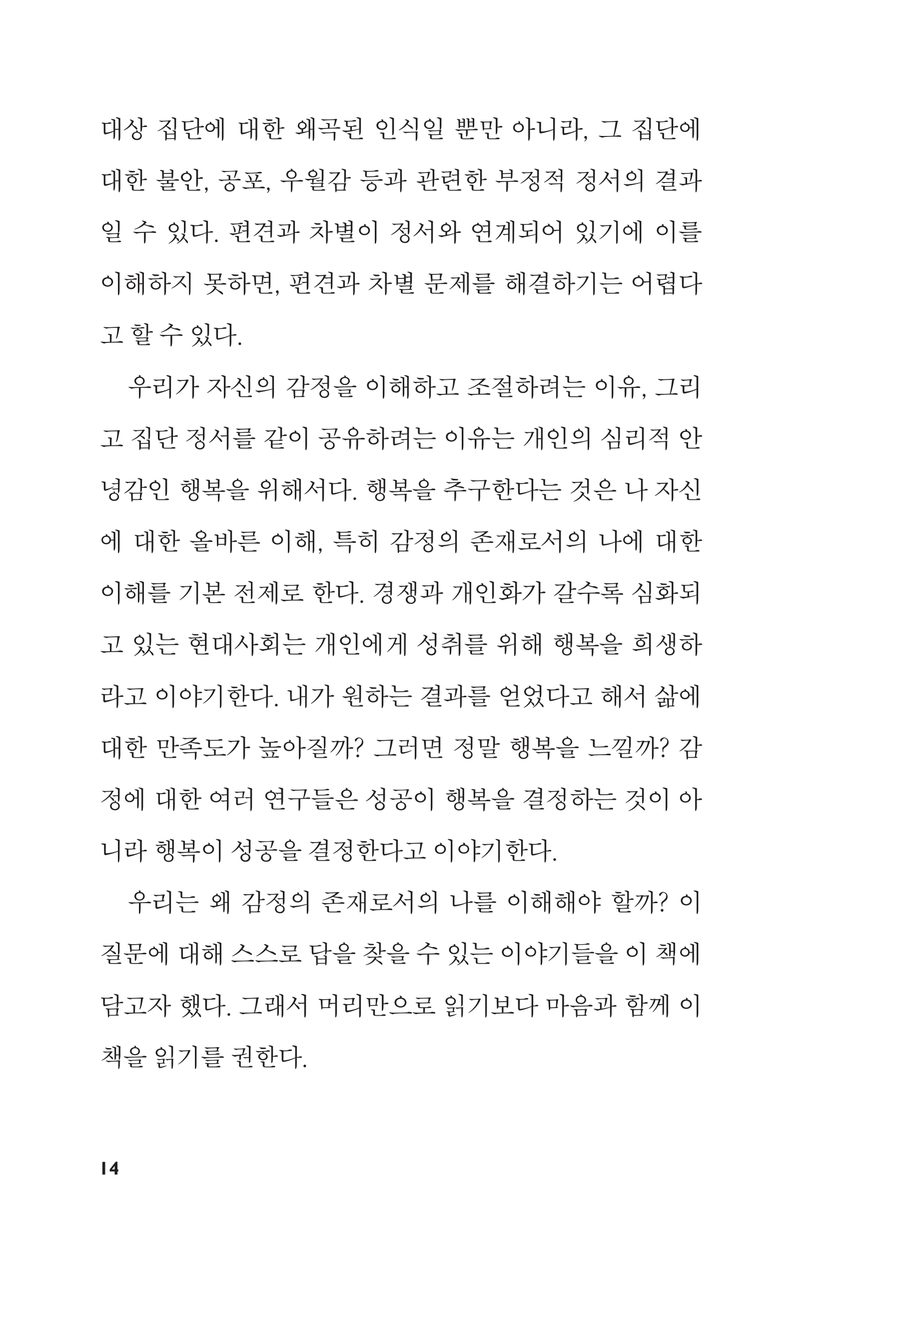 대상 집단에 대한 왜곡된 인식일 뿐만 아니라, 그 집단에
대한 불안, 공포, 우월감 등과 관련한 부정적 정서의 결과
일 수 있다. 편견과 차별이 정서와 연계되어 있기에 이를
이해하지 못하면, 편견과 차별 문제를 해결하기는 어렵다
고 할 수 있다.
우리가 자신의 감정을 이해하고 조절하려는 이유, 그리
고 집단 정서를 같이 공유하려는 이유는 개인의 심리적 안
녕감인 행복을 위해서다. 행복을 추구한다는 것은 나 자신
에 대한 올바른 이해, 특히 감정의 존재로서의 나에 대한
이해를 기본 전제로 한다. 경쟁과 개인화가 갈수록 심화되
고 있는 현대사회는 개인에게 성취를 위해 행복을 희생하
라고 이야기한다. 내가 원하는 결과를 얻었다고 해서 삶에
대한 만족도가 높아질까? 그러면 정말 행복을 느낄까? 감
정에 대한 여러 연구들은 성공이 행복을 결정하는 것이 아
니라 행복이 성공을 결정한다고 이야기한다.
우리는 왜 감정의 존재로서의 나를 이해해야 할까? 이
질문에 대해 스스로 답을 찾을 수 있는 이야기들을 이 책에
담고자 했다. 그래서 머리만으로 읽기보다 마음과 함께 이
책을 읽기를 권한다.
14